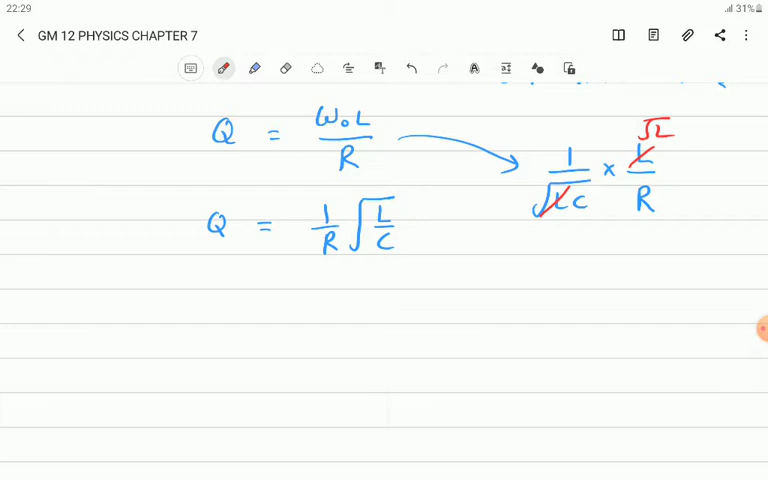 22:29 31%
GM 12 PHYSICS CHAPTER 7
Q = ω₀L/R → 1/√(LC) × L/R √L
Q = 1/R √(L/C)